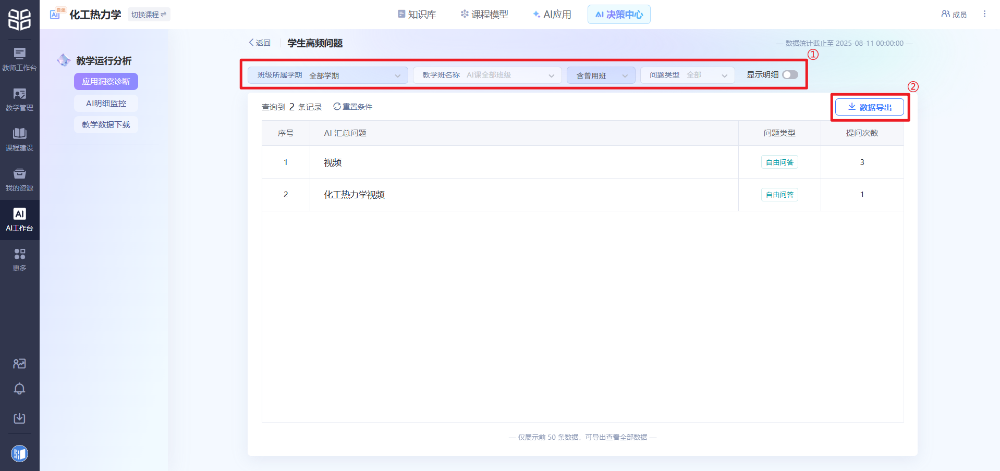 自建
AI 化工热力学 切换课程
知识库 课程模型 AI应用 AI 决策中心
成员
教师工作台
教学管理
课程建设
我的资源
AI
AI工作台
更多
教学运行分析
应用洞察诊断
AI明细监控
教学数据下载
返回 学生高频问题
— 数据统计截止至 2025-08-11 00:00:00 —
①
班级所属学期 全部学期 教学班名称 AI课全部班级 含曾用班 问题类型 全部 显示明细
②
查询到 2 条记录 重置条件 数据导出
序号 AI 汇总问题 问题类型 提问次数
1 视频 自由问答 3
2 化工热力学视频 自由问答 1
— 仅展示前 50 条数据，可导出查看全部数据 —